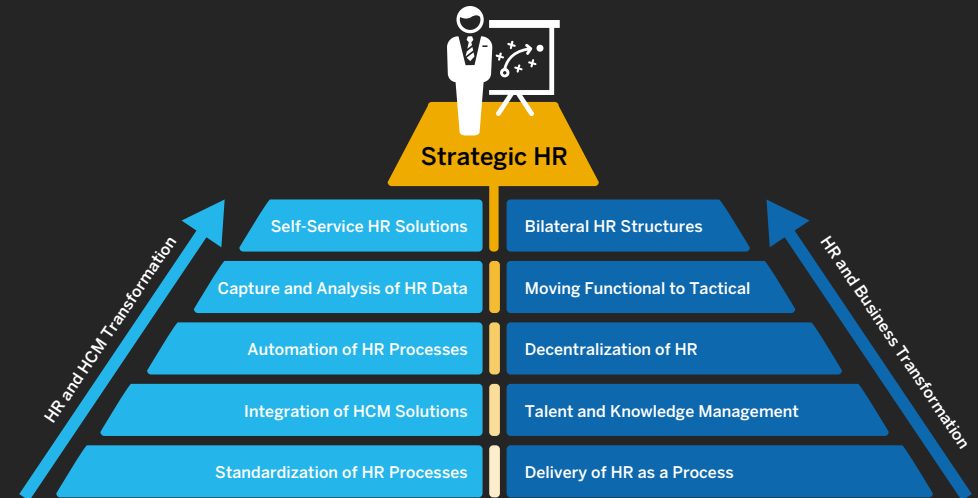 Strategic HR
Self-Service HR Solutions
Bilateral HR Structures
Capture and Analysis of HR Data
Moving Functional to Tactical
Automation of HR Processes
Decentralization of HR
Integration of HCM Solutions
Talent and Knowledge Management
Standardization of HR Processes
Delivery of HR as a Process
HR and HCM Transformation
HR and Business Transformation